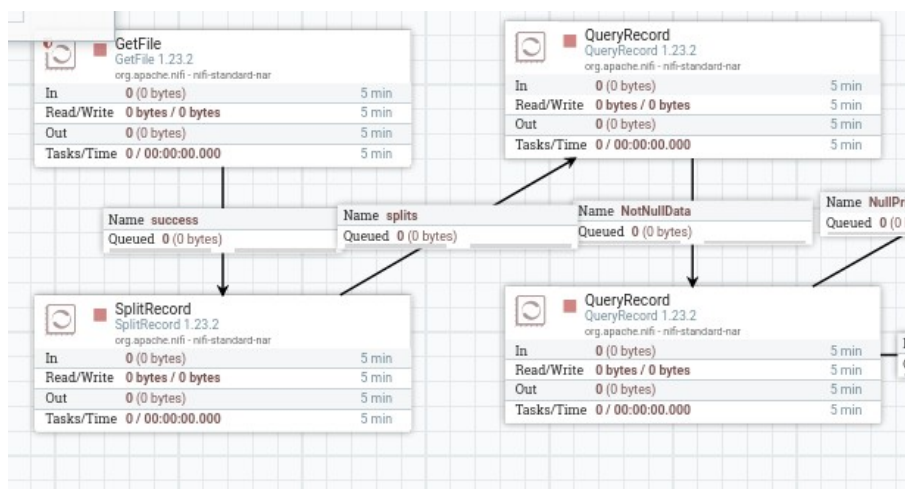 GetFile
GetFile 1.23.2
org.apache.nifi - nifi-standard-nar
In 0 (0 bytes) 5 min
Read/Write 0 bytes / 0 bytes 5 min
Out 0 (0 bytes) 5 min
Tasks/Time 0 / 00:00:00.000 5 min
QueryRecord
QueryRecord 1.23.2
org.apache.nifi - nifi-standard-nar
In 0 (0 bytes) 5 min
Read/Write 0 bytes / 0 bytes 5 min
Out 0 (0 bytes) 5 min
Tasks/Time 0 / 00:00:00.000 5 min
Name success
Queued 0 (0 bytes)
Name splits
Queued 0 (0 bytes)
Name NotNullData
Queued 0 (0 bytes)
Name NullPr
Queued 0 (0
SplitRecord
SplitRecord 1.23.2
org.apache.nifi - nifi-standard-nar
In 0 (0 bytes) 5 min
Read/Write 0 bytes / 0 bytes 5 min
Out 0 (0 bytes) 5 min
Tasks/Time 0 / 00:00:00.000 5 min
QueryRecord
QueryRecord 1.23.2
org.apache.nifi - nifi-standard-nar
In 0 (0 bytes) 5 min
Read/Write 0 bytes / 0 bytes 5 min
Out 0 (0 bytes) 5 min
Tasks/Time 0 / 00:00:00.000 5 min